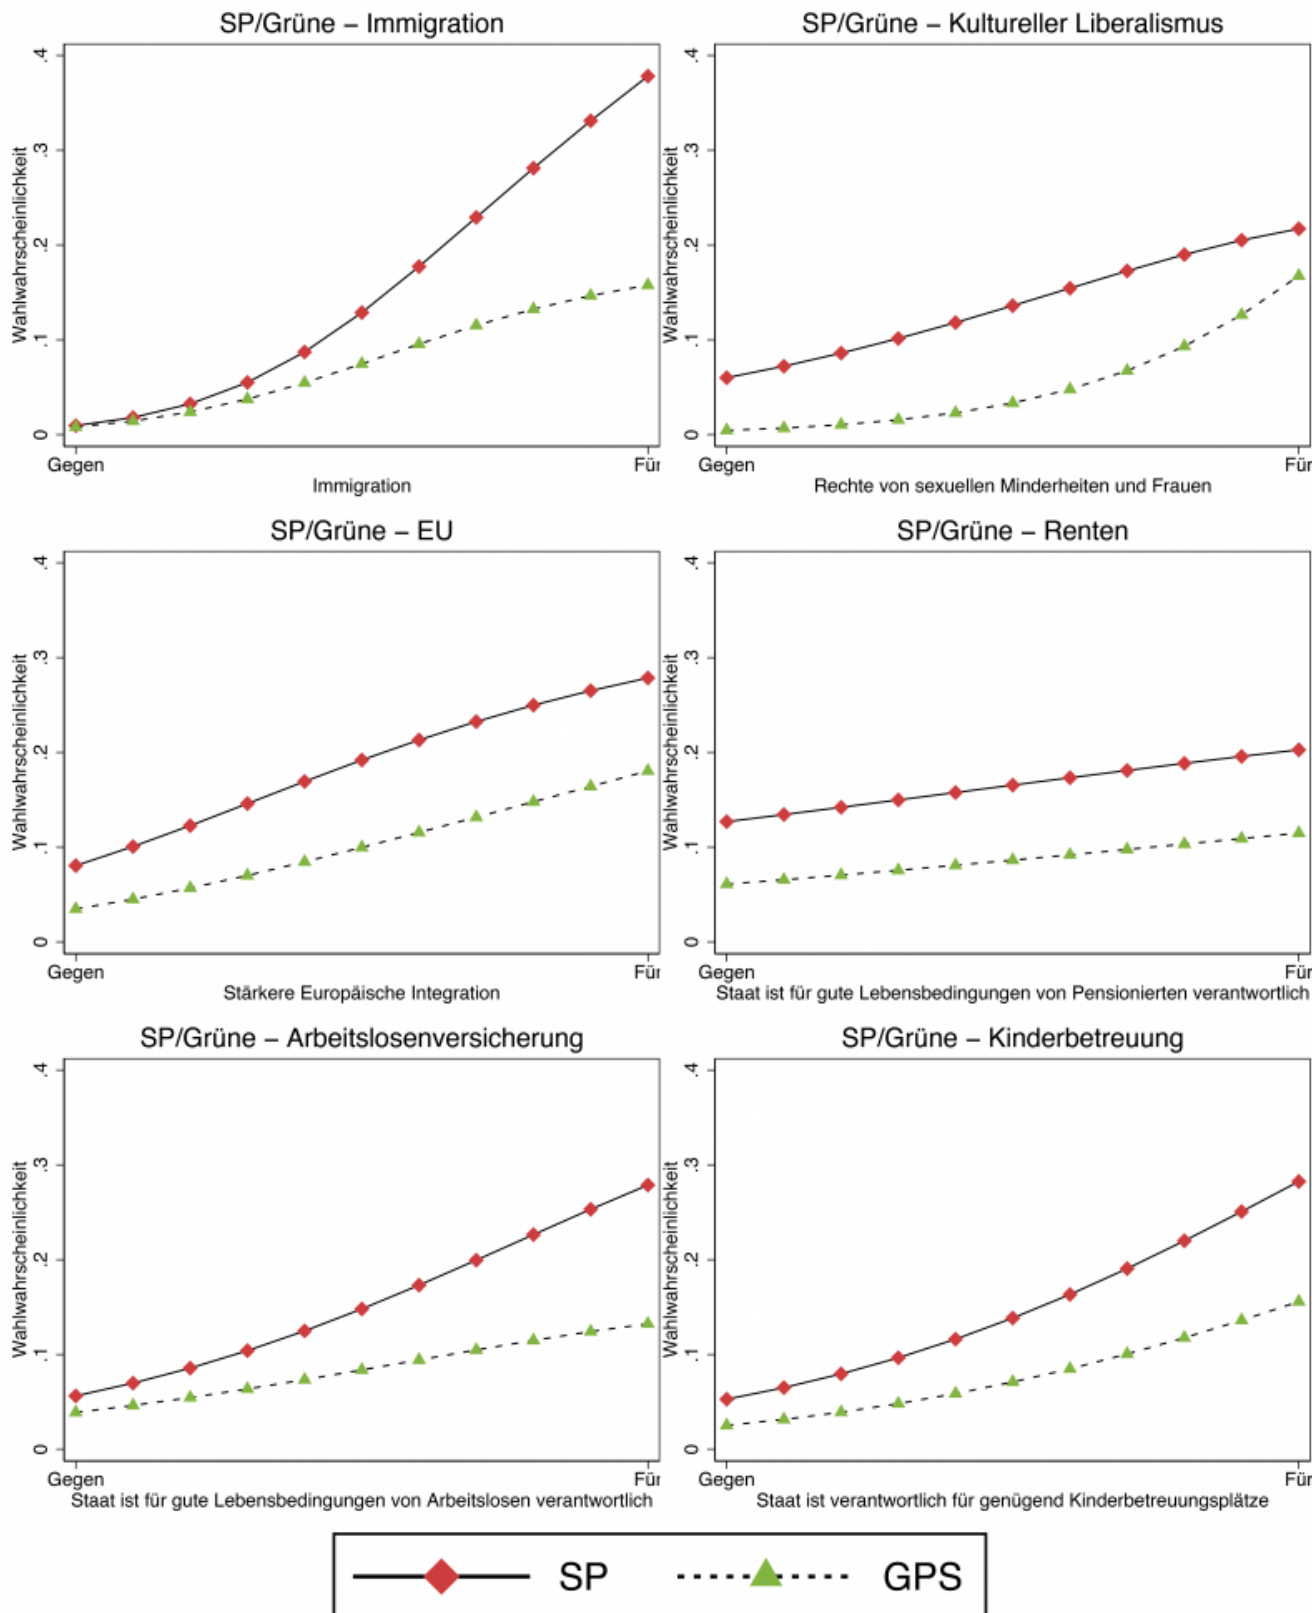 SP/Grüne – Immigration
Wahlwahrscheinlichkeit
.4
.3
.2
.1
0
Gegen
Für
Immigration
SP/Grüne – Kultureller Liberalismus
Wahlwahrscheinlichkeit
.4
.3
.2
.1
0
Gegen
Für
Rechte von sexuellen Minderheiten und Frauen
SP/Grüne – EU
Wahlwahrscheinlichkeit
.4
.3
.2
.1
0
Gegen
Für
Stärkere Europäische Integration
SP/Grüne – Renten
Wahlwahrscheinlichkeit
.4
.3
.2
.1
0
Gegen
Für
Staat ist für gute Lebensbedingungen von Pensionierten verantwortlich
SP/Grüne – Arbeitslosenversicherung
Wahlwahrscheinlichkeit
.4
.3
.2
.1
0
Gegen
Für
Staat ist für gute Lebensbedingungen von Arbeitslosen verantwortlich
SP/Grüne – Kinderbetreuung
Wahlwahrscheinlichkeit
.4
.3
.2
.1
0
Gegen
Für
Staat ist verantwortlich für genügend Kinderbetreuungsplätze
SP
GPS